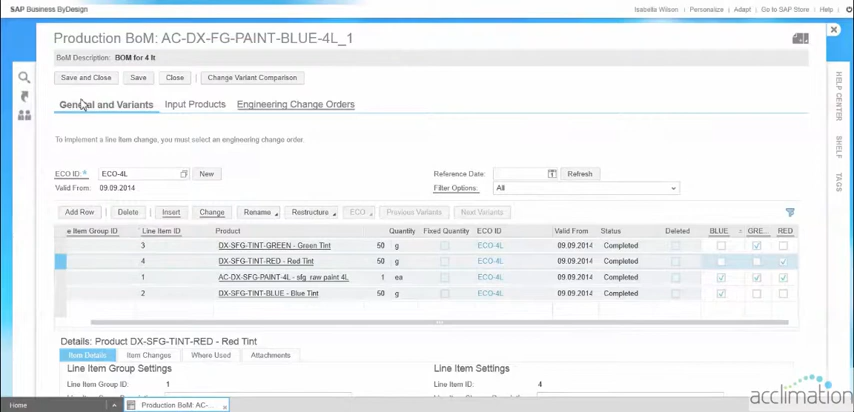 SAP Business ByDesign
Isabella Wilson Personalize Adapt Go to SAP Store Help
Production BoM: AC-DX-FG-PAINT-BLUE-4L_1
BoM Description: BOM for 4 lt
Save and Close Save Close Change Variant Comparison
General and Variants Input Products Engineering Change Orders
To implement a line item change, you must select an engineering change order
ECO ID: * ECO-4L New Reference Date: Refresh
Valid From: 09.09.2014 Filter Options: All
Add Row Delete Insert Change Rename Restructure ECO Previous Variants Next Variants
e Item Group ID Line Item ID Product Quantity Fixed Quantity ECO ID Valid From Status Deleted BLUE GRE... RED
3 DX-SFG-TINT-GREEN - Green Tint 50 g ECO-4L 09.09.2014 Completed
4 DX-SFG-TINT-RED - Red Tint 50 g ECO-4L 09.09.2014 Completed
1 AC-DX-SFG-PAINT-4L - sfg raw paint 4L 1 ea ECO-4L 09.09.2014 Completed
2 DX-SFG-TINT-BLUE - Blue Tint 50 g ECO-4L 09.09.2014 Completed
Details: Product DX-SFG-TINT-RED - Red Tint
Item Details Item Changes Where Used Attachments
Line Item Group Settings Line Item Settings
Line Item Group ID: 1 Line Item ID: 4
Home Production BoM: AC-...
HELP CENTER
SHELF
TAGS
acclimation